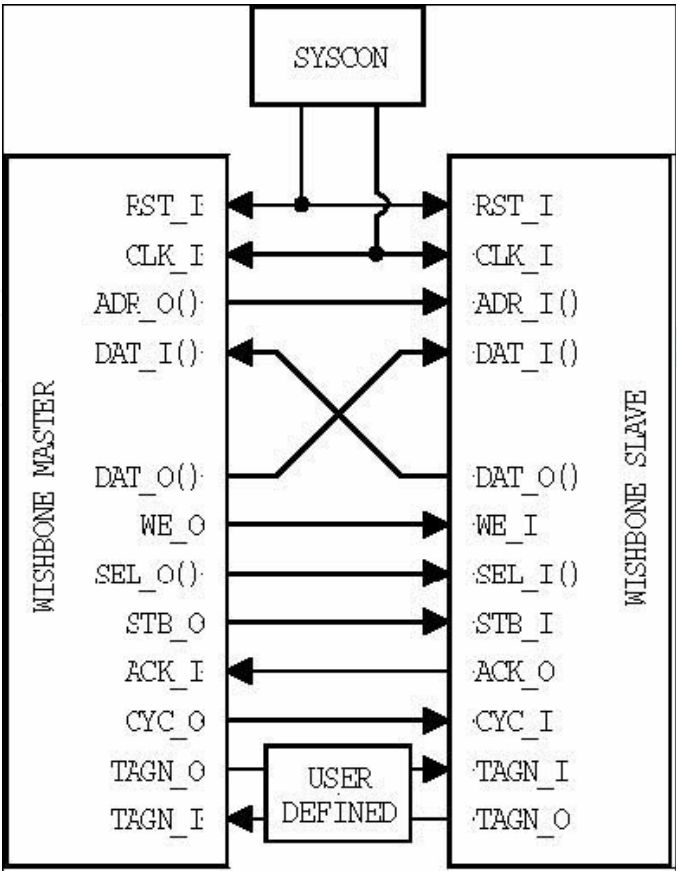 SYSCON
WISHBONE MASTER
RST_I
CLK_I
ADR_O()
DAT_I()
DAT_O()
WE_O
SEL_O()
STB_O
ACK_I
CYC_O
TAGN_O
TAGN_I
USER
DEFINED
RST_I
CLK_I
ADR_I()
DAT_I()
DAT_O()
WE_I
SEL_I()
STB_I
ACK_O
CYC_I
TAGN_I
TAGN_O
WISHBONE SLAVE